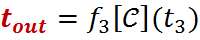 t_out = f_3[𝒞](t_3)